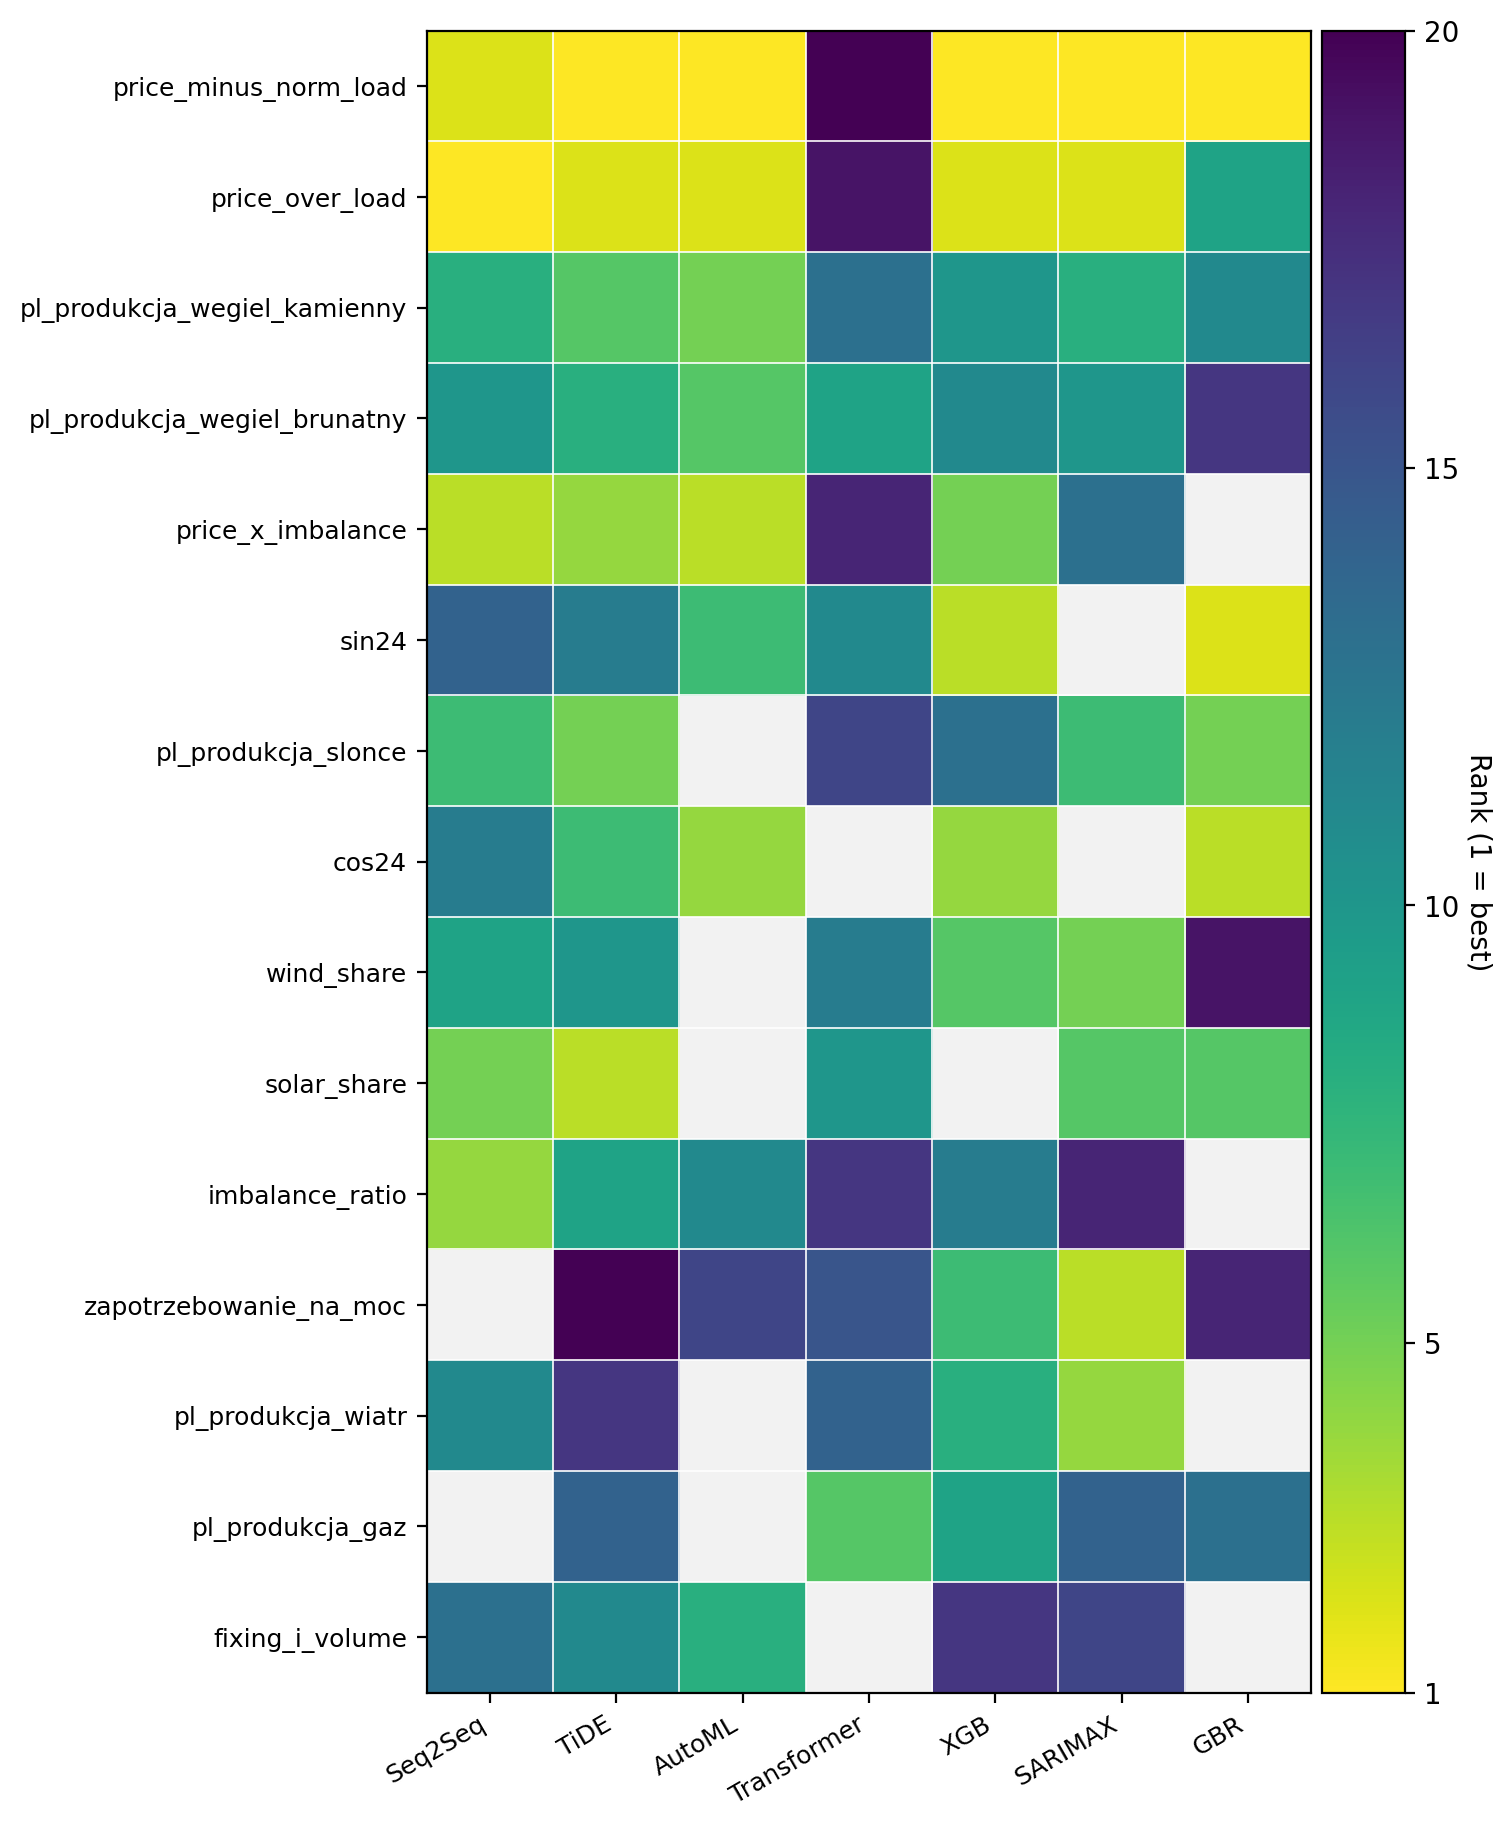 price_minus_norm_load
price_over_load
pl_produkcja_wegiel_kamienny
pl_produkcja_wegiel_brunatny
price_x_imbalance
sin24
pl_produkcja_slonce
cos24
wind_share
solar_share
imbalance_ratio
zapotrzebowanie_na_moc
pl_produkcja_wiatr
pl_produkcja_gaz
fixing_i_volume
Seq2Seq
TiDE
AutoML
Transformer
XGB
SARIMAX
GBR
20
15
10
5
1
Rank (1 = best)